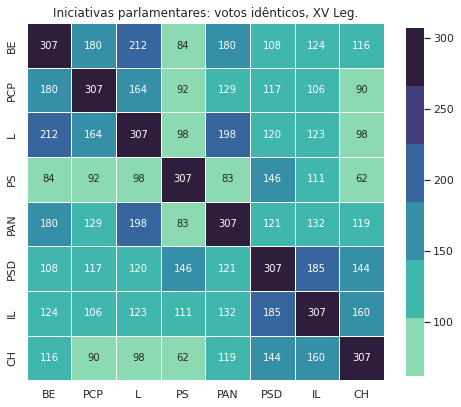 Iniciativas parlamentares: votos idênticos, XV Leg.
BE 307 180 212 84 180 108 124 116
PCP 180 307 164 92 129 117 106 90
L 212 164 307 98 198 120 123 98
PS 84 92 98 307 83 146 111 62
PAN 180 129 198 83 307 121 132 119
PSD 108 117 120 146 121 307 185 144
IL 124 106 123 111 132 185 307 160
CH 116 90 98 62 119 144 160 307
BE PCP L PS PAN PSD IL CH
300
250
200
150
100